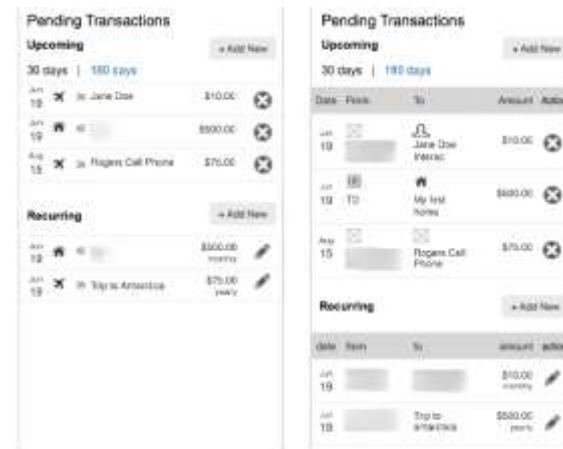 Pending Transactions
Upcoming
+ Add New
30 days | 180 days
Jun 19 to Jane Doe $10.00
Jun 19 $500.00
Aug 15 to Rogers Cell Phone $75.00
Recurring
+ Add New
Jun 19 $500.00 monthly
Jun 19 to Trip to Antarctica $75.00 yearly
Pending Transactions
Upcoming
+ Add New
30 days | 180 days
Date From To Amount Action
Jun 19 Jane Doe Interac $10.00
Jun 19 TD My first home $500.00
Aug 15 Rogers Cell Phone $75.00
Recurring
+ Add New
date from to amount action
Jun 19 $10.00 monthly
Jun 19 Trip to antarctica $500.00 yearly